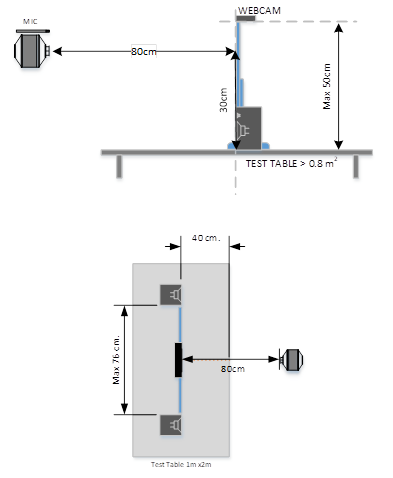 WEBCAM
MIC
80cm
30cm
Max 50cm
TEST TABLE > 0.8 m²
40 cm.
Max 76 cm.
80cm
Test Table 1m x2m